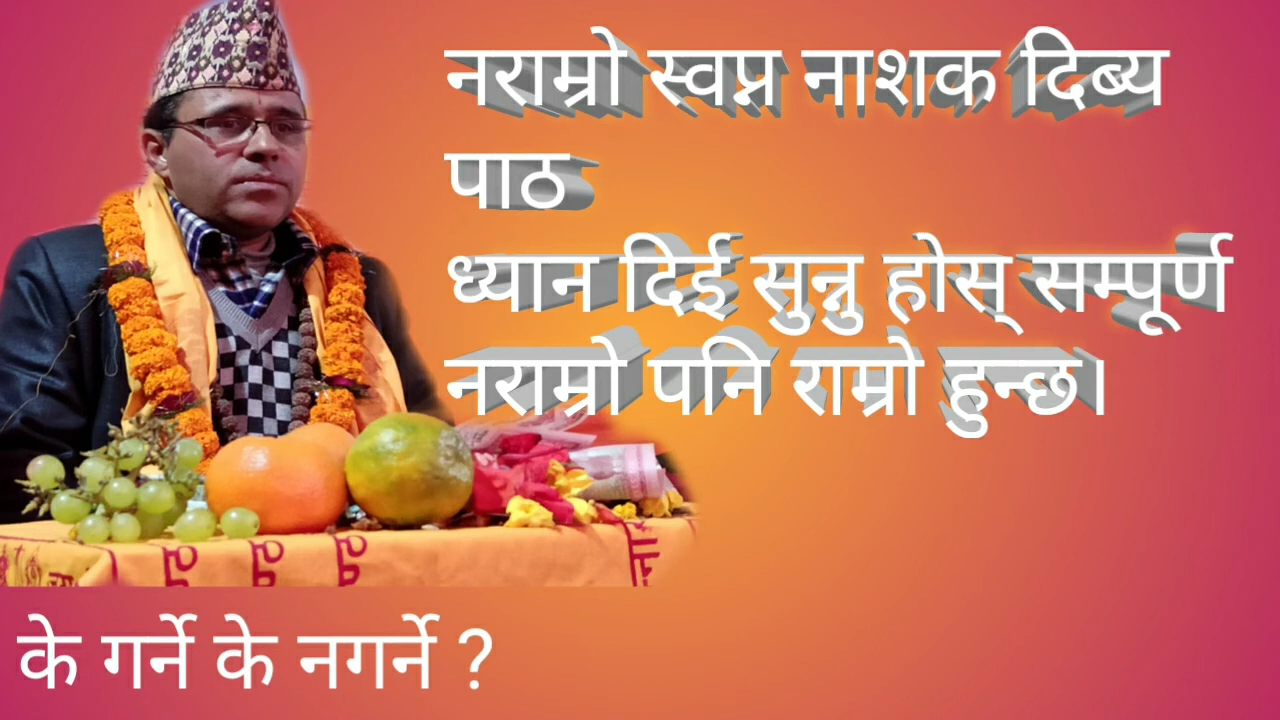 नराम्रो स्वप्न नाशक दिब्य
पाठ
ध्यान दिई सुन्नु होस् सम्पूर्ण
नराम्रो पनि राम्रो हुन्छ।
के गर्ने के नगर्ने ?